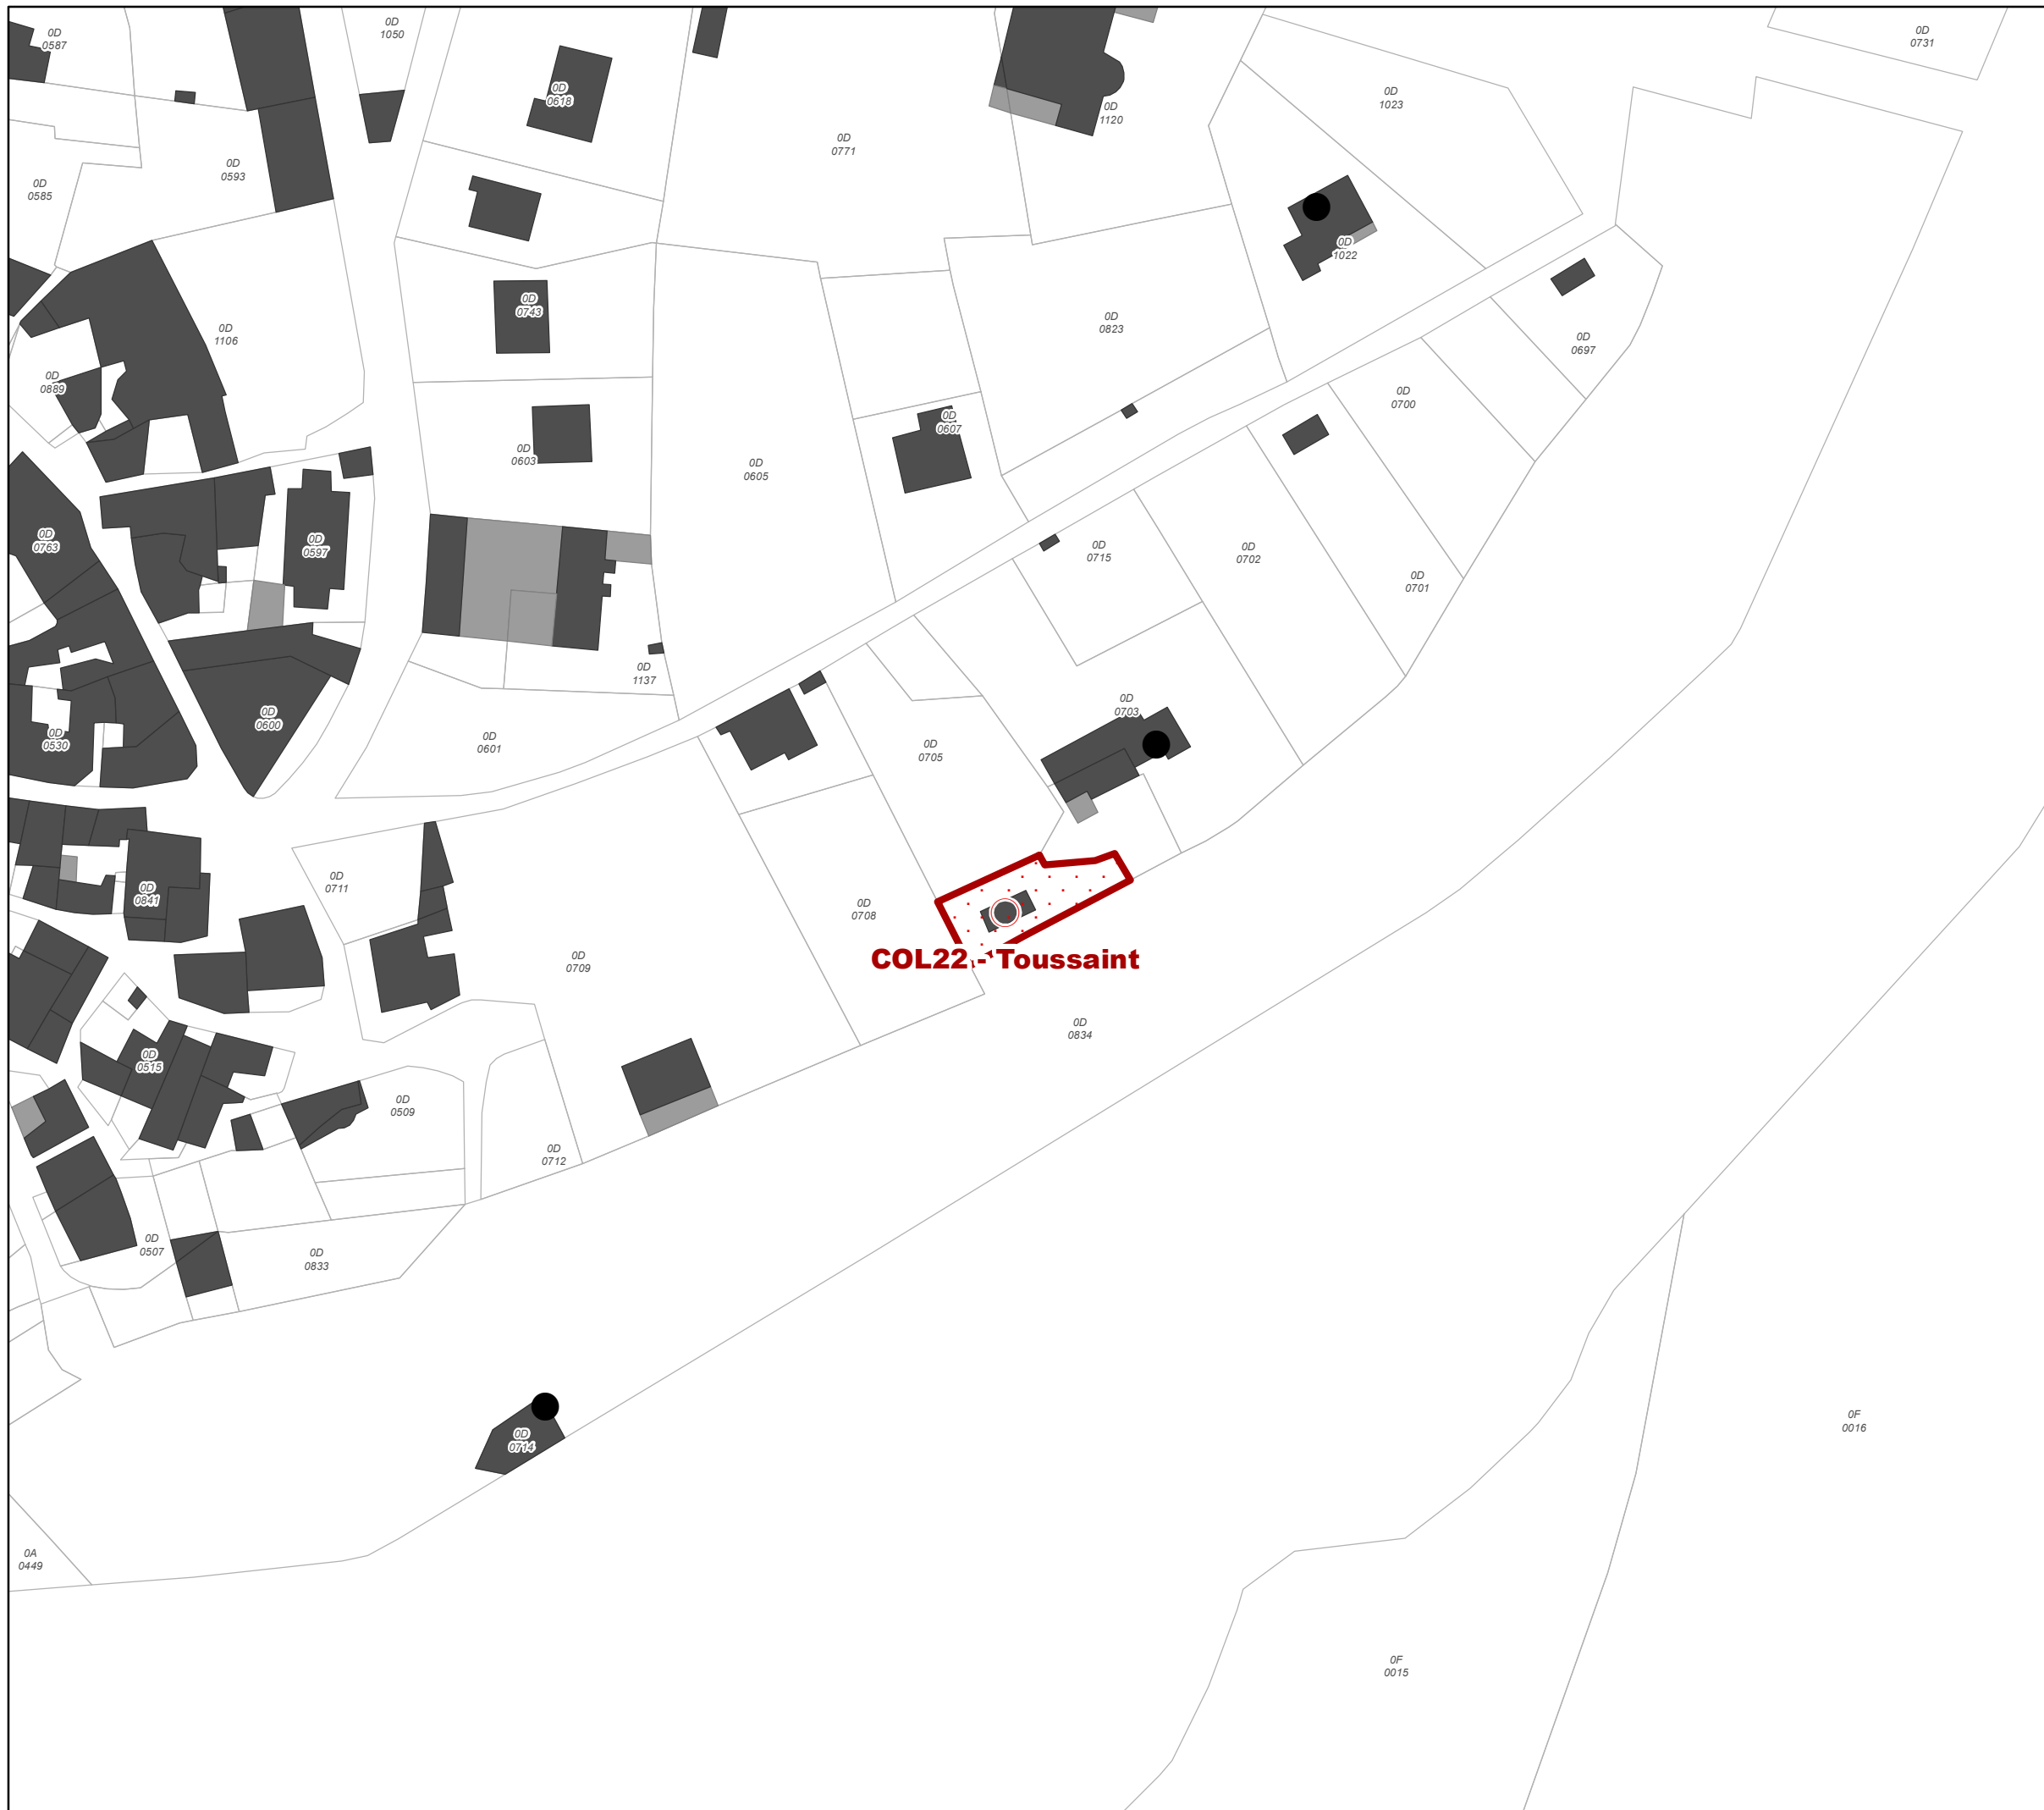 0D
0587
0D
1050
0D
0731
0D
0618
0D
1023
0D
1120
0D
0771
0D
0593
0D
0585
0D
1022
0D
0743
0D
0823
0D
1106
0D
0697
0D
0889
0D
0700
0D
0607
0D
0603
0D
0605
0D
0763
0D
0597
0D
0715
0D
0702
0D
0701
0D
1137
0D
0703
0D
0600
0D
0530
0D
0601
0D
0705
0D
0711
0D
0841
0D
0708
COL22 - Toussaint
0D
0709
0D
0834
0D
0515
0D
0509
0D
0712
0D
0507
0D
0833
0F
0016
0D
0714
0A
0449
0F
0015